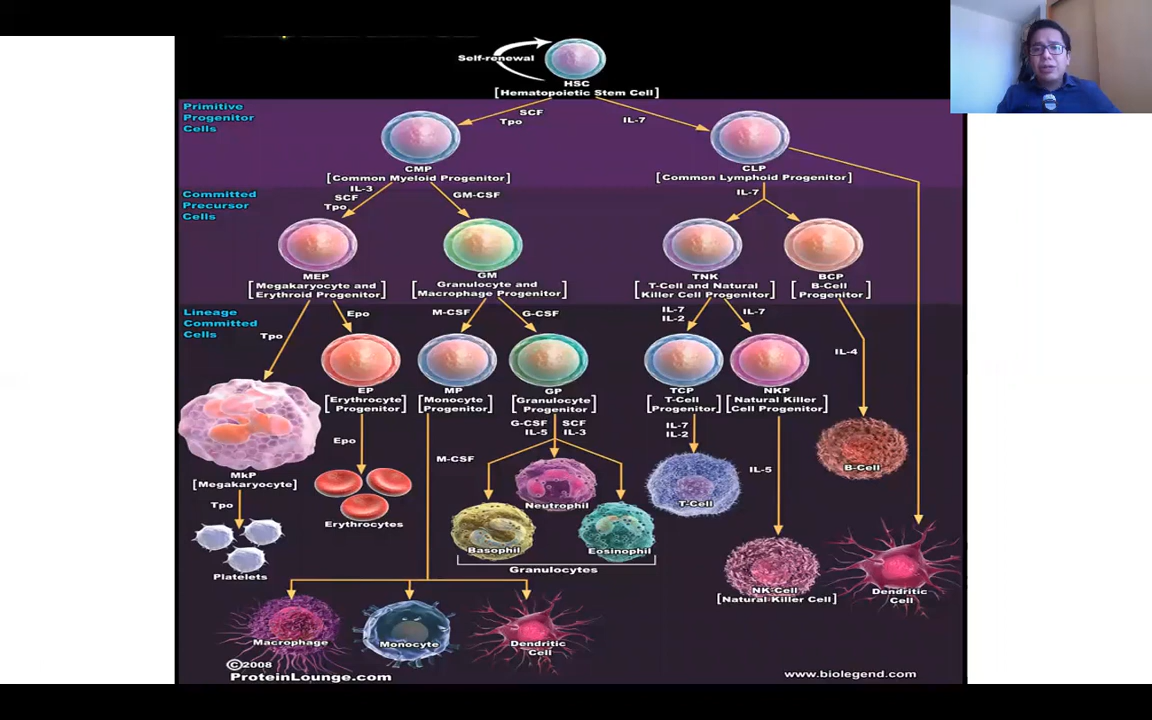 Self-renewal
HSC
[Hematopoietic Stem Cell]
Primitive
Progenitor
Cells
SCF
Tpo
IL-7
CMP
[Common Myeloid Progenitor]
CLP
[Common Lymphoid Progenitor]
Committed
Precursor
Cells
IL-3
SCF
Tpo
GM-CSF
IL-7
MEP
[Megakaryocyte and
Erythroid Progenitor]
GM
[Granulocyte and
Macrophage Progenitor]
TNK
[T-Cell and Natural
Killer Cell Progenitor]
BCP
[B-Cell
Progenitor]
Lineage
Committed
Cells
Tpo
Epo
M-CSF
G-CSF
IL-7
IL-2
IL-7
IL-4
EP
[Erythrocyte
Progenitor]
MP
[Monocyte
Progenitor]
GP
[Granulocyte
Progenitor]
TCP
[T-Cell
Progenitor]
NKP
[Natural Killer
Cell Progenitor]
Epo
M-CSF
G-CSF
IL-5
SCF
IL-3
IL-7
IL-2
IL-5
MkP
[Megakaryocyte]
Tpo
Platelets
Erythrocytes
Neutrophil
Basophil
Eosinophil
Granulocytes
T-Cell
B-Cell
NK-Cell
[Natural Killer Cell]
Dendritic
Cell
Macrophage
Monocyte
Dendritic
Cell
©2008
ProteinLounge.com
www.biolegend.com